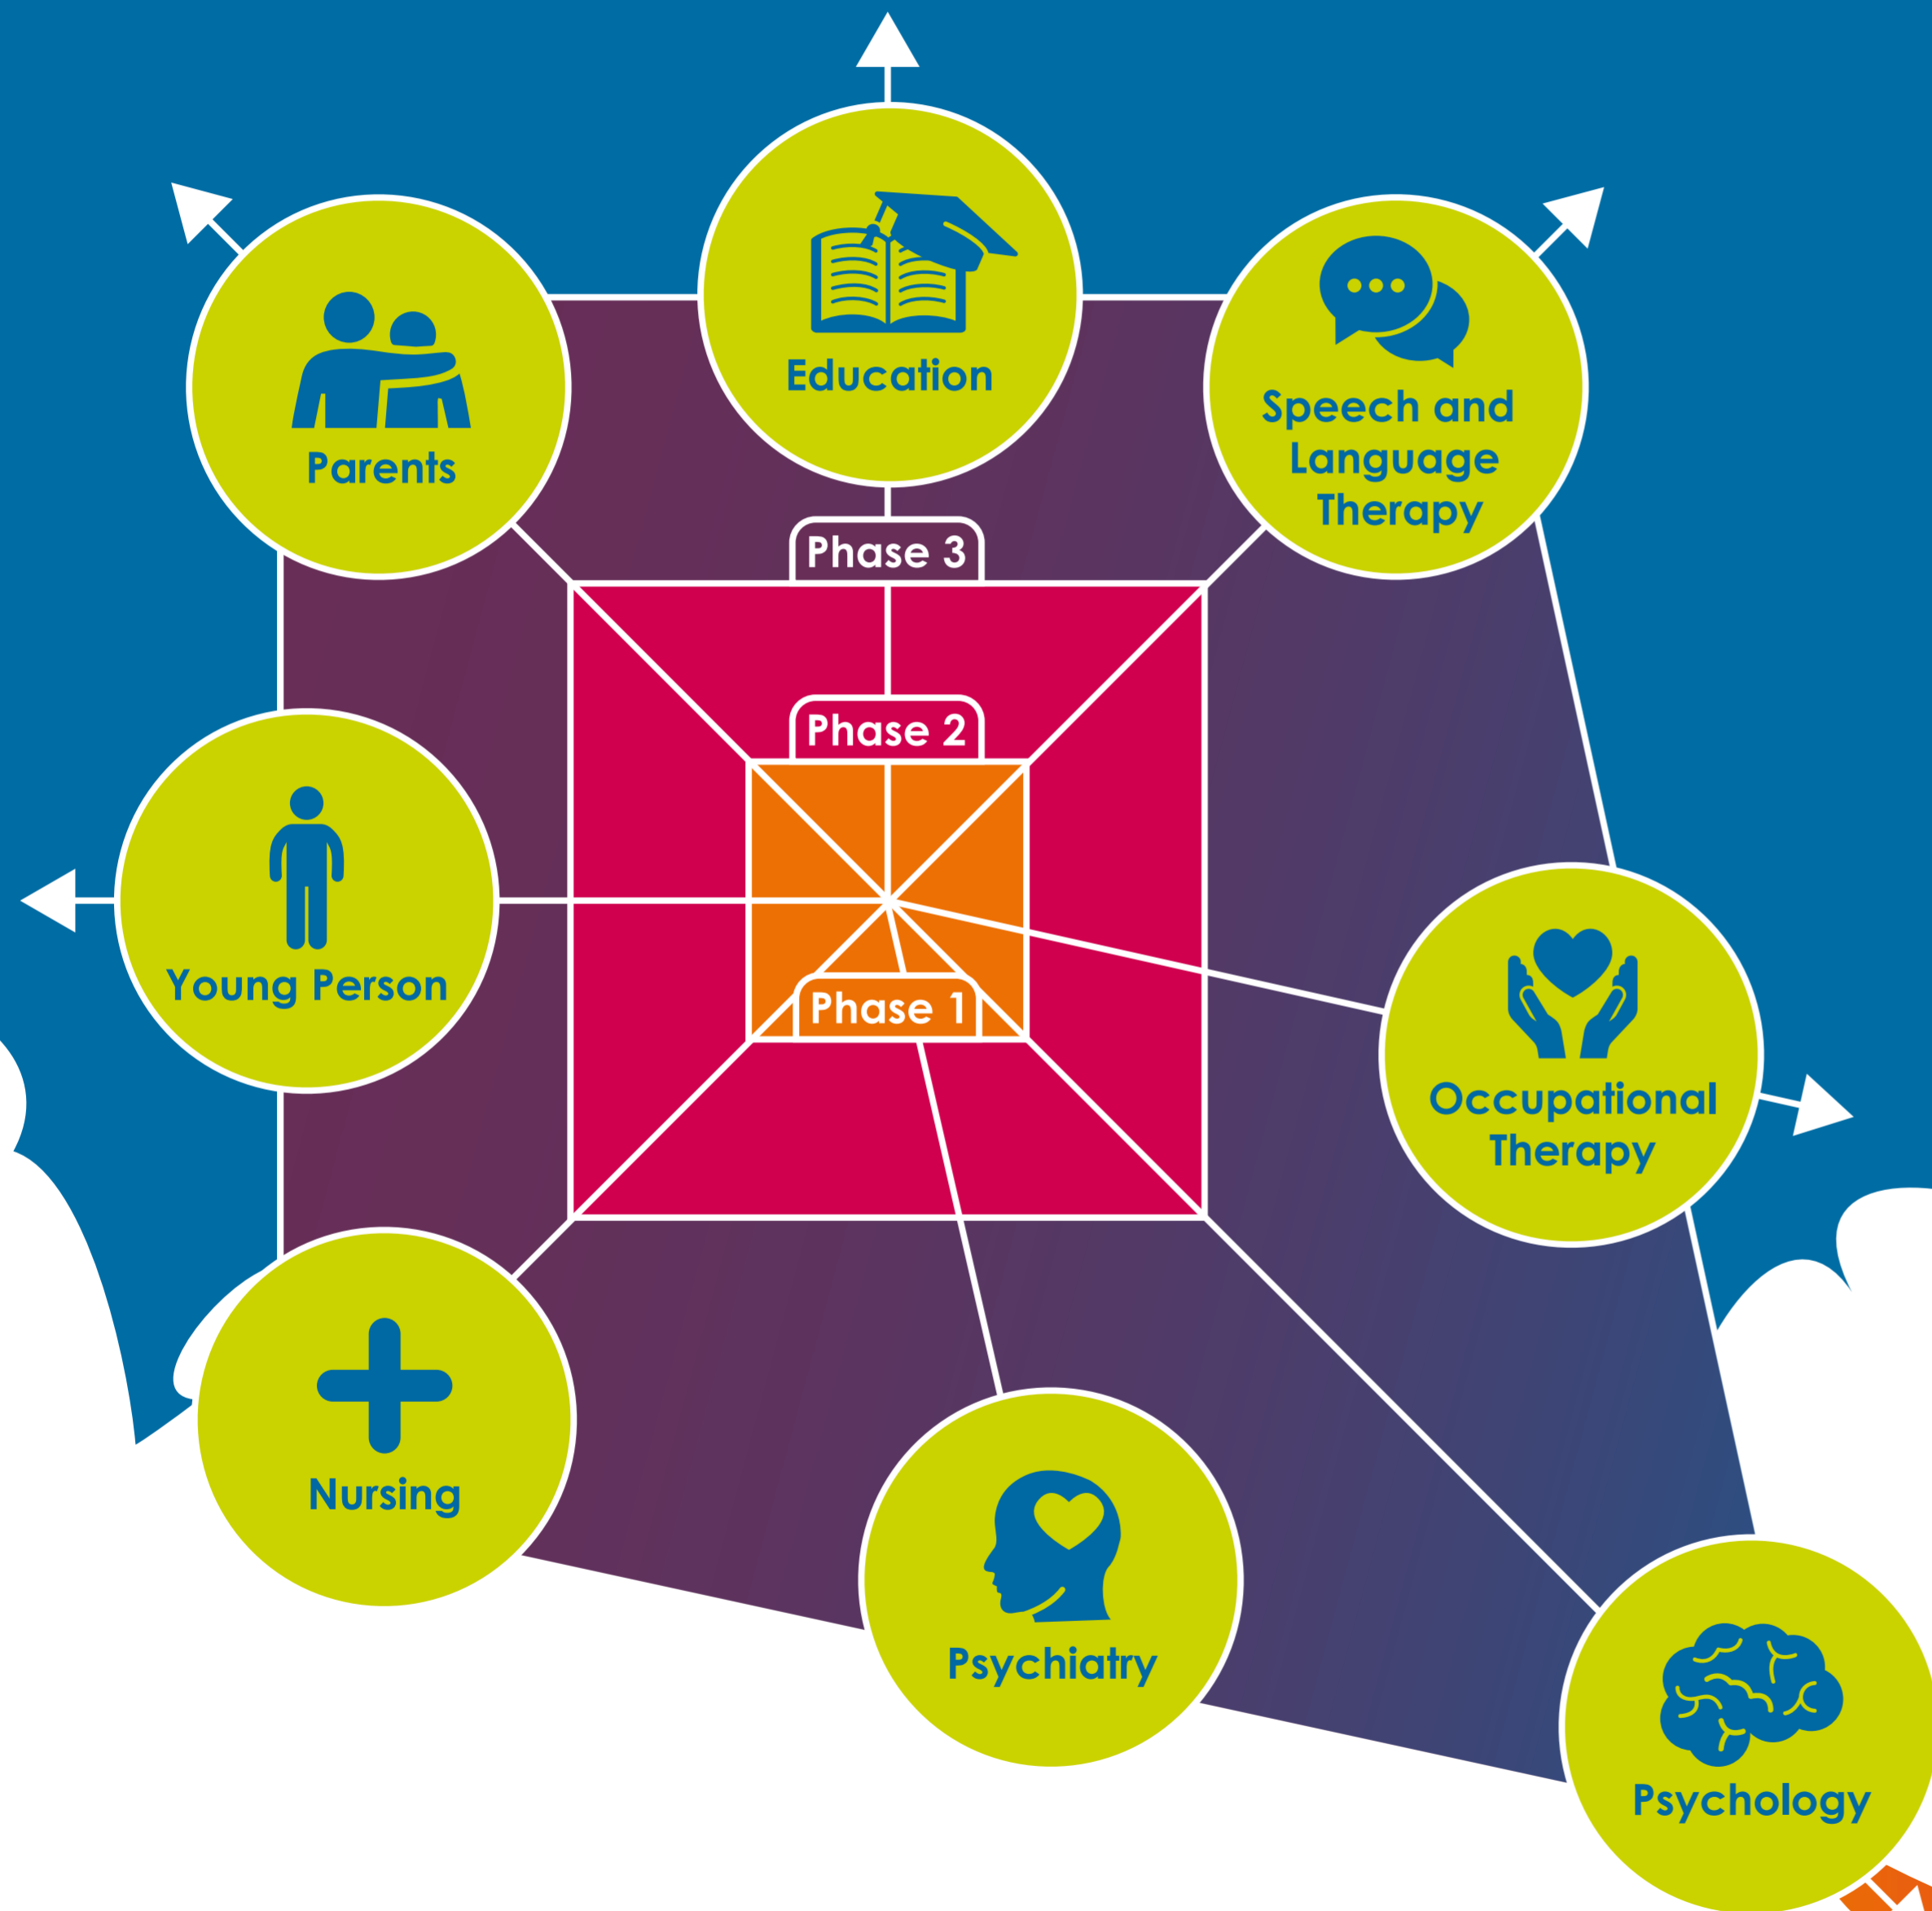 Education
Parents
Speech and
Language
Therapy
Phase 3
Phase 2
Young Person
Phase 1
Occupational
Therapy
Nursing
Psychiatry
Psychology